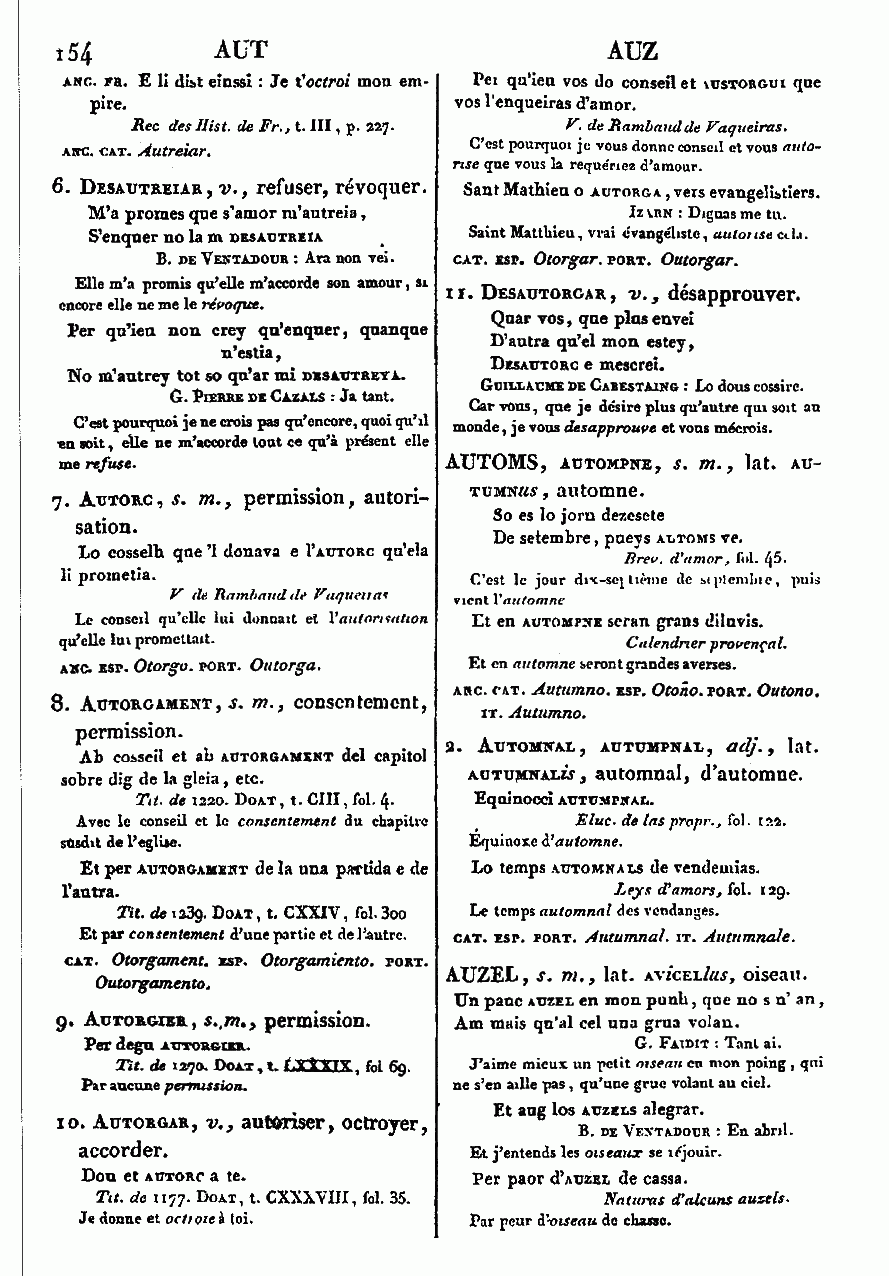 154 AUT AUZ
ANC. FR. E li dist einssi : Je t'octroi mon em-
pire.
Rec des Hist. de Fr., t. III, p. 227.
ANC. CAT. Autreiar.
6. DESAUTREIAR, v., refuser, révoquer.
M'a promes que s'amor m'autreia,
S'enquer no la m DESAUTREIA
B. DE VENTADOUR : Ara non vei.
Elle m'a promis qu'elle m'accorde son amour, si
encore elle ne me le révoque.
Per qu'ieu non crey qu'enquer, quanque
n'estia,
No m'autrey tot so qu'ar mi DESAUTREYA.
G. PIERRE DE CAZALS : Ja tant.
C'est pourquoi je ne crois pas qu'encore, quoi qu'il
en soit, elle ne m'accorde tout ce qu'à présent elle
me refuse.
7. AUTORC, s. m., permission, autori-
sation.
Lo cosselh que 'l donava e l'AUTORC qu'ela
li prometia.
V de Rambaud de Vaqueiras
Le conseil qu'elle lui donnait et l'autorisation
qu'elle lui promettait.
ANC. ESP. Otorgo. PORT. Outorga.
8. AUTORGAMENT, s. m., consentement,
permission.
Ab cosseil et ab AUTORGAMENT del capitol
sobre dig de la gleia, etc.
Tit. de 1220. DOAT, t. CIII, fol. 4.
Avec le conseil et le consentement du chapitre
susdit de l'eglise.
Et per AUTORGAMENT de la una partida e de
l'autra.
Tit. de 1239. DOAT, t. CXXIV, fol. 300
Et par consentement d'une partie et de l'autre.
CAT. Otorgament. ESP. Otorgamiento. PORT.
Outorgamento.
9. AUTORGIER, s. m., permission.
Per degu AUTORGIER.
Tit. de 1270. DOAT, t. LXXXIX, fol 69.
Par aucune permission.
10. AUTORGAR, v., autoriser, octroyer,
accorder.
Don et AUTORC a te.
Tit. de 1177. DOAT, t. CXXXVIII, fol. 35.
Je donne et octroie à toi.
Per qu'ieu vos do conseil et AUSTORGUI que
vos l'enqueiras d'amor.
V. de Rambaud de Vaqueiras.
C'est pourquoi je vous donne conseil et vous auto-
rise que vous la requériez d'amour.
Sant Mathieu o AUTORGA, vers evangelistiers.
IZARN : Diguas me tu.
Saint Matthieu, vrai évangéliste, autorise cela.
CAT. ESP. Otorgar. PORT. Outorgar.
11. DESAUTORGAR, v., désapprouver.
Quar vos, que plus envei
D'autra qu'el mon estey,
DESAUTORC e mescrei.
GUILLAUME DE CABESTAING : Lo dous cossire.
Car vous, que je désire plus qu'autre qui soit au
monde, je vous desapprouve et vous mécrois.
AUTOMS, AUTOMPNE, s. m., lat. AU-
TUMNus, automne.
So es lo jorn dezesete
De setembre, pueys ALTOMS ve.
Brev. d'amor, fol. 45.
C'est le jour dix-septième de septembre, puis
vient l'automne
Et en AUTOMPNE seran grans diluvis.
Calendrier provençal.
Et en automne seront grandes averses.
ANC. CAT. Autumno. ESP. Otoño. PORT. Outono.
IT. Autumno.
2. AUTOMNAL, AUTUMPNAL, adj., lat.
AUTUMNALis, automnal, d'automne.
Equinocci AUTUMPNAL.
Eluc. de las propr., fol. 122.
Équinoxe d'automne.
Lo temps AUTOMNALS de vendemias.
Leys d'amors, fol. 129.
Le temps automnal des vendanges.
CAT. ESP. PORT. Autumnal. IT. Autumnale.
AUZEL, s. m., lat. AViCELlus, oiseau.
Un pauc AUZEL en mon punh, que no s n' an,
Am mais qu'al cel una grua volan.
G. FAIDIT : Tant ai.
J'aime mieux un petit oiseau en mon poing, qui
ne s'en aille pas, qu'une grue volant au ciel.
Et aug los AUZELS alegrar.
B. DE VENTADOUR : En abril.
Et j'entends les oiseaux se réjouir.
Per paor d'AUZEL de cassa.
Naturas d'alcuns auzels.
Par peur d'oiseau de chasse.